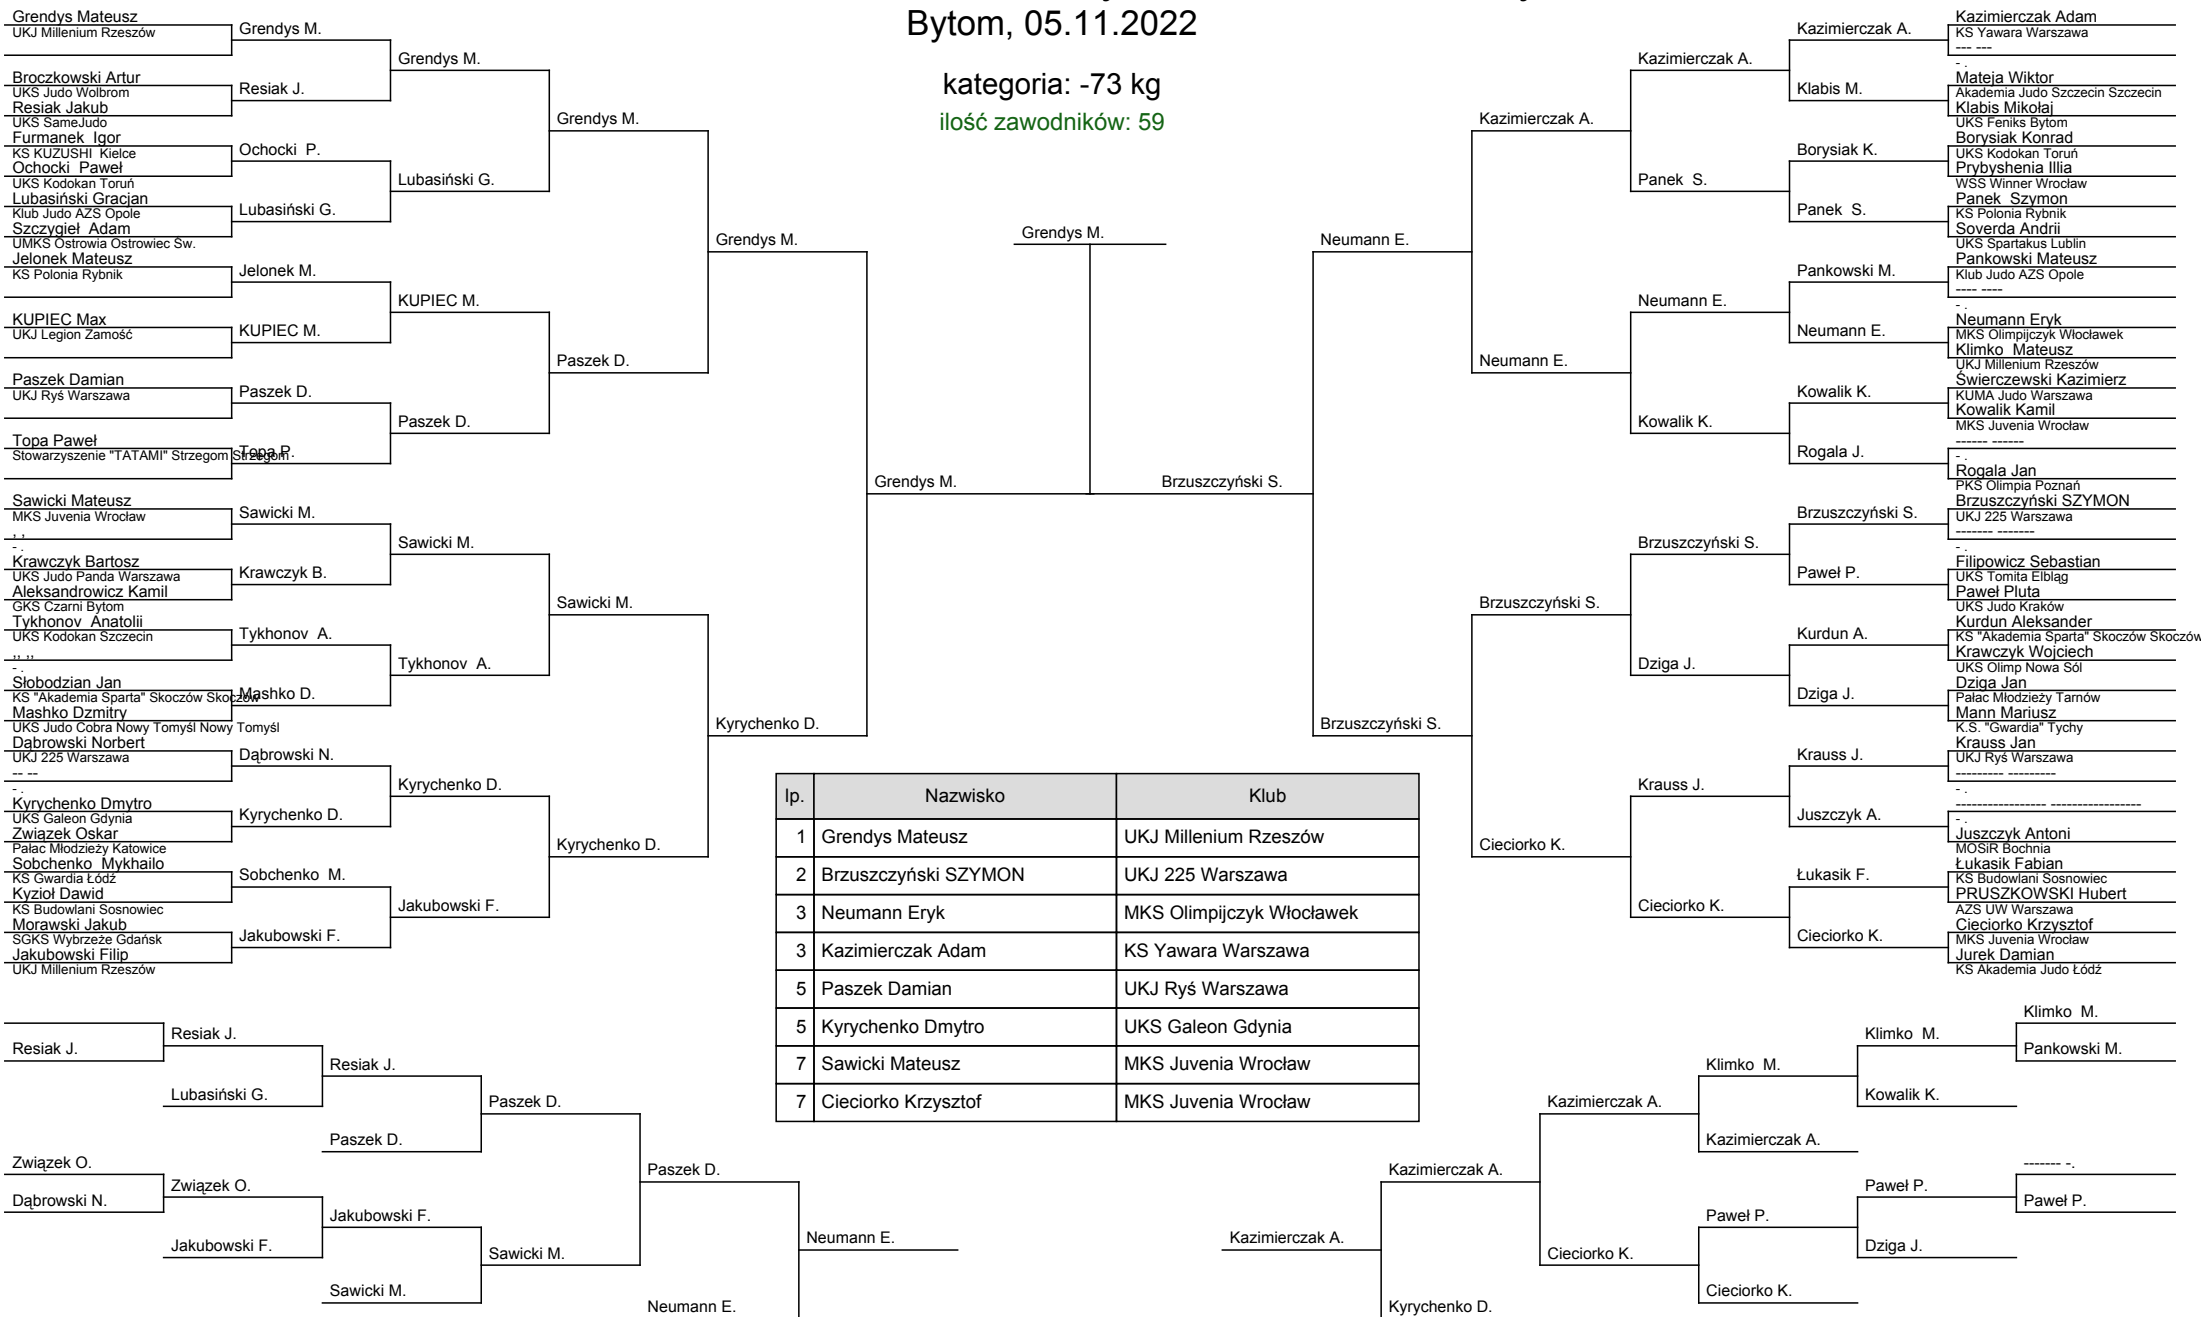 Bytom, 05.11.2022
kategoria: -73 kg
ilość zawodników: 59
Grendys Mateusz
UKJ Millenium Rzeszów
Broczkowski Artur
UKS Judo Wolbrom
Resiak Jakub
UKS SameJudo
Furmanek Igor
KS KUZUSHI Kielce
Ochocki Paweł
UKS Kodokan Toruń
Lubasiński Gracjan
Klub Judo AZS Opole
Szczygieł Adam
UMKS Ostrowia Ostrowiec Św.
Jelonek Mateusz
KS Polonia Rybnik
KUPIEC Max
UKJ Legion Zamość
Paszek Damian
UKJ Ryś Warszawa
Topa Paweł
Stowarzyszenie "TATAMI" Strzegom Strzegom
Sawicki Mateusz
MKS Juvenia Wrocław
, ,
- .
Krawczyk Bartosz
UKS Judo Panda Warszawa
Aleksandrowicz Kamil
GKS Czarni Bytom
Tykhonov Anatolii
UKS Kodokan Szczecin
,, ,,
- .
Słobodzian Jan
KS "Akademia Sparta" Skoczów Skoczów
Mashko Dzmitry
UKS Judo Cobra Nowy Tomyśl Nowy Tomyśl
Dąbrowski Norbert
UKJ 225 Warszawa
-- --
- .
Kyrychenko Dmytro
UKS Galeon Gdynia
Związek Oskar
Pałac Młodzieży Katowice
Sobchenko Mykhailo
KS Gwardia Łódź
Kyzioł Dawid
KS Budowlani Sosnowiec
Morawski Jakub
SGKS Wybrzeże Gdańsk
Jakubowski Filip
UKJ Millenium Rzeszów
Grendys M.
Resiak J.
Ochocki P.
Lubasiński G.
Jelonek M.
KUPIEC M.
Paszek D.
Topa P.
Sawicki M.
Krawczyk B.
Tykhonov A.
Mashko D.
Dąbrowski N.
Kyrychenko D.
Sobchenko M.
Jakubowski F.
Grendys M.
Lubasiński G.
KUPIEC M.
Paszek D.
Sawicki M.
Tykhonov A.
Kyrychenko D.
Jakubowski F.
Grendys M.
Paszek D.
Sawicki M.
Kyrychenko D.
Grendys M.
Kyrychenko D.
Grendys M.
Grendys M.
Brzuszczyński S.
Neumann E.
Brzuszczyński S.
Kazimierczak A.
Neumann E.
Brzuszczyński S.
Cieciorko K.
Kazimierczak A.
Panek S.
Neumann E.
Kowalik K.
Brzuszczyński S.
Dziga J.
Krauss J.
Cieciorko K.
Kazimierczak A.
Klabis M.
Borysiak K.
Panek S.
Pankowski M.
Neumann E.
Kowalik K.
Rogala J.
Brzuszczyński S.
Paweł P.
Kurdun A.
Dziga J.
Krauss J.
Juszczyk A.
Łukasik F.
Cieciorko K.
Kazimierczak Adam
KS Yawara Warszawa
--- ---
- .
Mateja Wiktor
Akademia Judo Szczecin Szczecin
Klabis Mikołaj
UKS Feniks Bytom
Borysiak Konrad
UKS Kodokan Toruń
Prybyshenia Illia
WSS Winner Wrocław
Panek Szymon
KS Polonia Rybnik
Soverda Andrii
UKS Spartakus Lublin
Pankowski Mateusz
Klub Judo AZS Opole
---- ----
- .
Neumann Eryk
MKS Olimpijczyk Włocławek
Klimko Mateusz
UKJ Millenium Rzeszów
Świerczewski Kazimierz
KUMA Judo Warszawa
Kowalik Kamil
MKS Juvenia Wrocław
------ ------
- .
Rogala Jan
PKS Olimpia Poznań
Brzuszczyński SZYMON
UKJ 225 Warszawa
------- -------
- .
Filipowicz Sebastian
UKS Tomita Elbląg
Paweł Pluta
UKS Judo Kraków
Kurdun Aleksander
KS "Akademia Sparta" Skoczów Skoczów
Krawczyk Wojciech
UKS Olimp Nowa Sól
Dziga Jan
Pałac Młodzieży Tarnów
Mann Mariusz
K.S. "Gwardia" Tychy
Krauss Jan
UKJ Ryś Warszawa
--------- ---------
- .
----------------- -----------------
- .
Juszczyk Antoni
MOSiR Bochnia
Łukasik Fabian
KS Budowlani Sosnowiec
PRUSZKOWSKI Hubert
AZS UW Warszawa
Cieciorko Krzysztof
MKS Juvenia Wrocław
Jurek Damian
KS Akademia Judo Łódź
lp. Nazwisko Klub
1 Grendys Mateusz UKJ Millenium Rzeszów
2 Brzuszczyński SZYMON UKJ 225 Warszawa
3 Neumann Eryk MKS Olimpijczyk Włocławek
3 Kazimierczak Adam KS Yawara Warszawa
5 Paszek Damian UKJ Ryś Warszawa
5 Kyrychenko Dmytro UKS Galeon Gdynia
7 Sawicki Mateusz MKS Juvenia Wrocław
7 Cieciorko Krzysztof MKS Juvenia Wrocław
Resiak J.
Związek O.
Dąbrowski N.
Resiak J.
Lubasiński G.
Związek O.
Jakubowski F.
Resiak J.
Paszek D.
Jakubowski F.
Sawicki M.
Paszek D.
Sawicki M.
Paszek D.
Neumann E.
Neumann E.
Kazimierczak A.
Kazimierczak A.
Kyrychenko D.
Kazimierczak A.
Cieciorko K.
Klimko M.
Kazimierczak A.
Paweł P.
Cieciorko K.
Klimko M.
Kowalik K.
Paweł P.
Dziga J.
Klimko M.
Pankowski M.
------- -.
Paweł P.